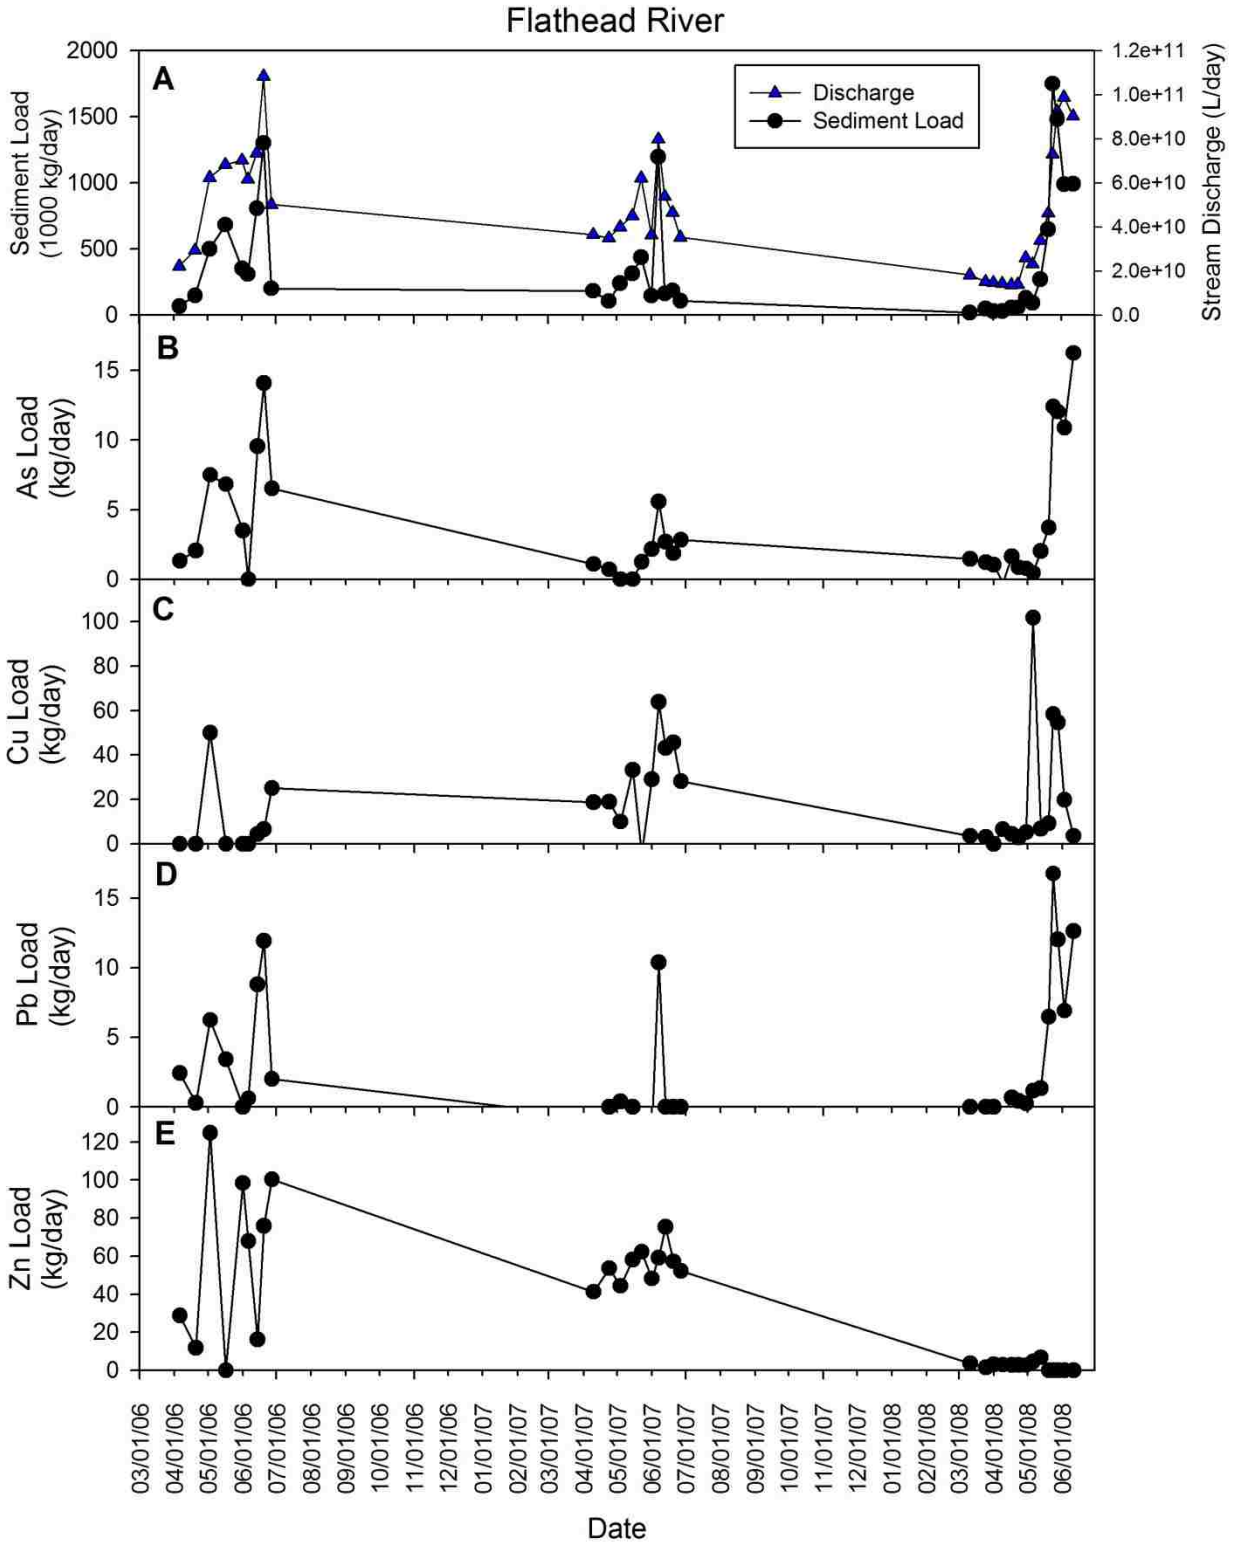 Flathead River
A
Sediment Load
(1000 kg/day)
2000
1500
1000
500
0
Discharge
Sediment Load
1.2e+11
1.0e+11
8.0e+10
6.0e+10
4.0e+10
2.0e+10
0.0
Stream Discharge (L/day)
B
As Load
(kg/day)
15
10
5
0
C
Cu Load
(kg/day)
100
80
60
40
20
0
D
Pb Load
(kg/day)
15
10
5
0
E
Zn Load
(kg/day)
120
100
80
60
40
20
0
03/01/06
04/01/06
05/01/06
06/01/06
07/01/06
08/01/06
09/01/06
10/01/06
11/01/06
12/01/06
01/01/07
02/01/07
03/01/07
04/01/07
05/01/07
06/01/07
07/01/07
08/01/07
09/01/07
10/01/07
11/01/07
12/01/07
01/01/08
02/01/08
03/01/08
04/01/08
05/01/08
06/01/08
Date